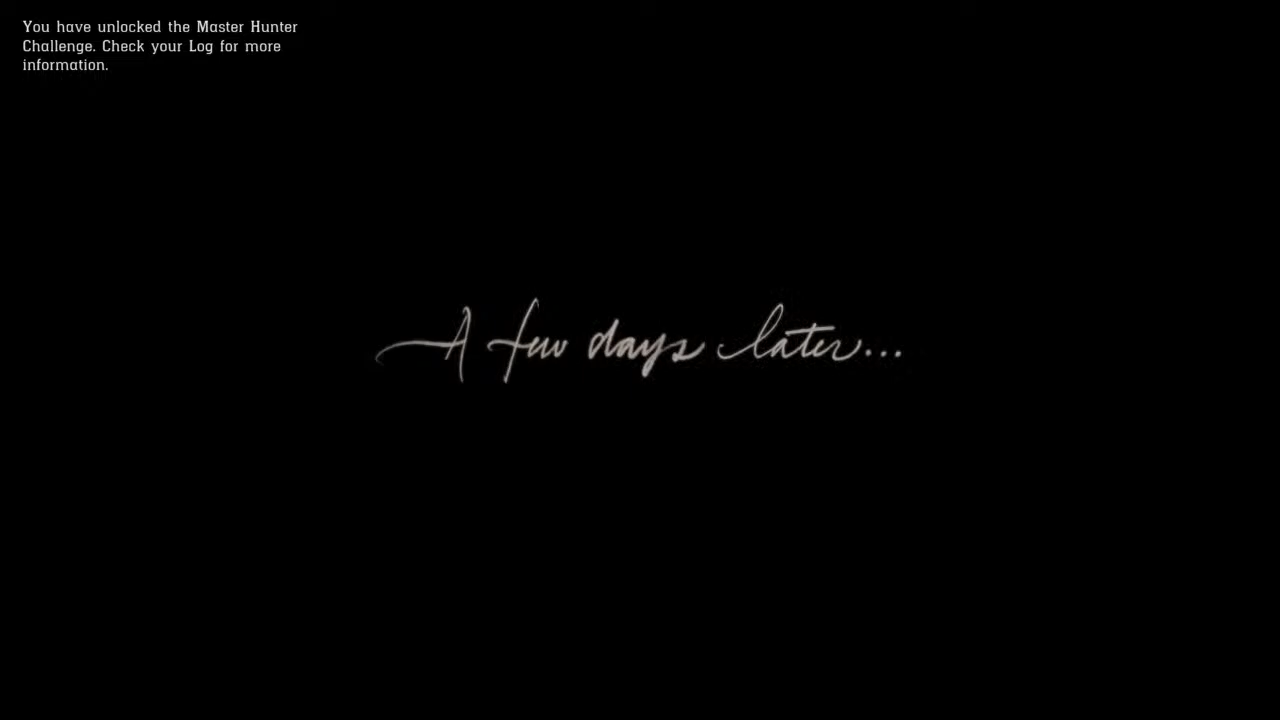 You have unlocked the Master Hunter
Challenge. Check your Log for more
information.
A few days later...